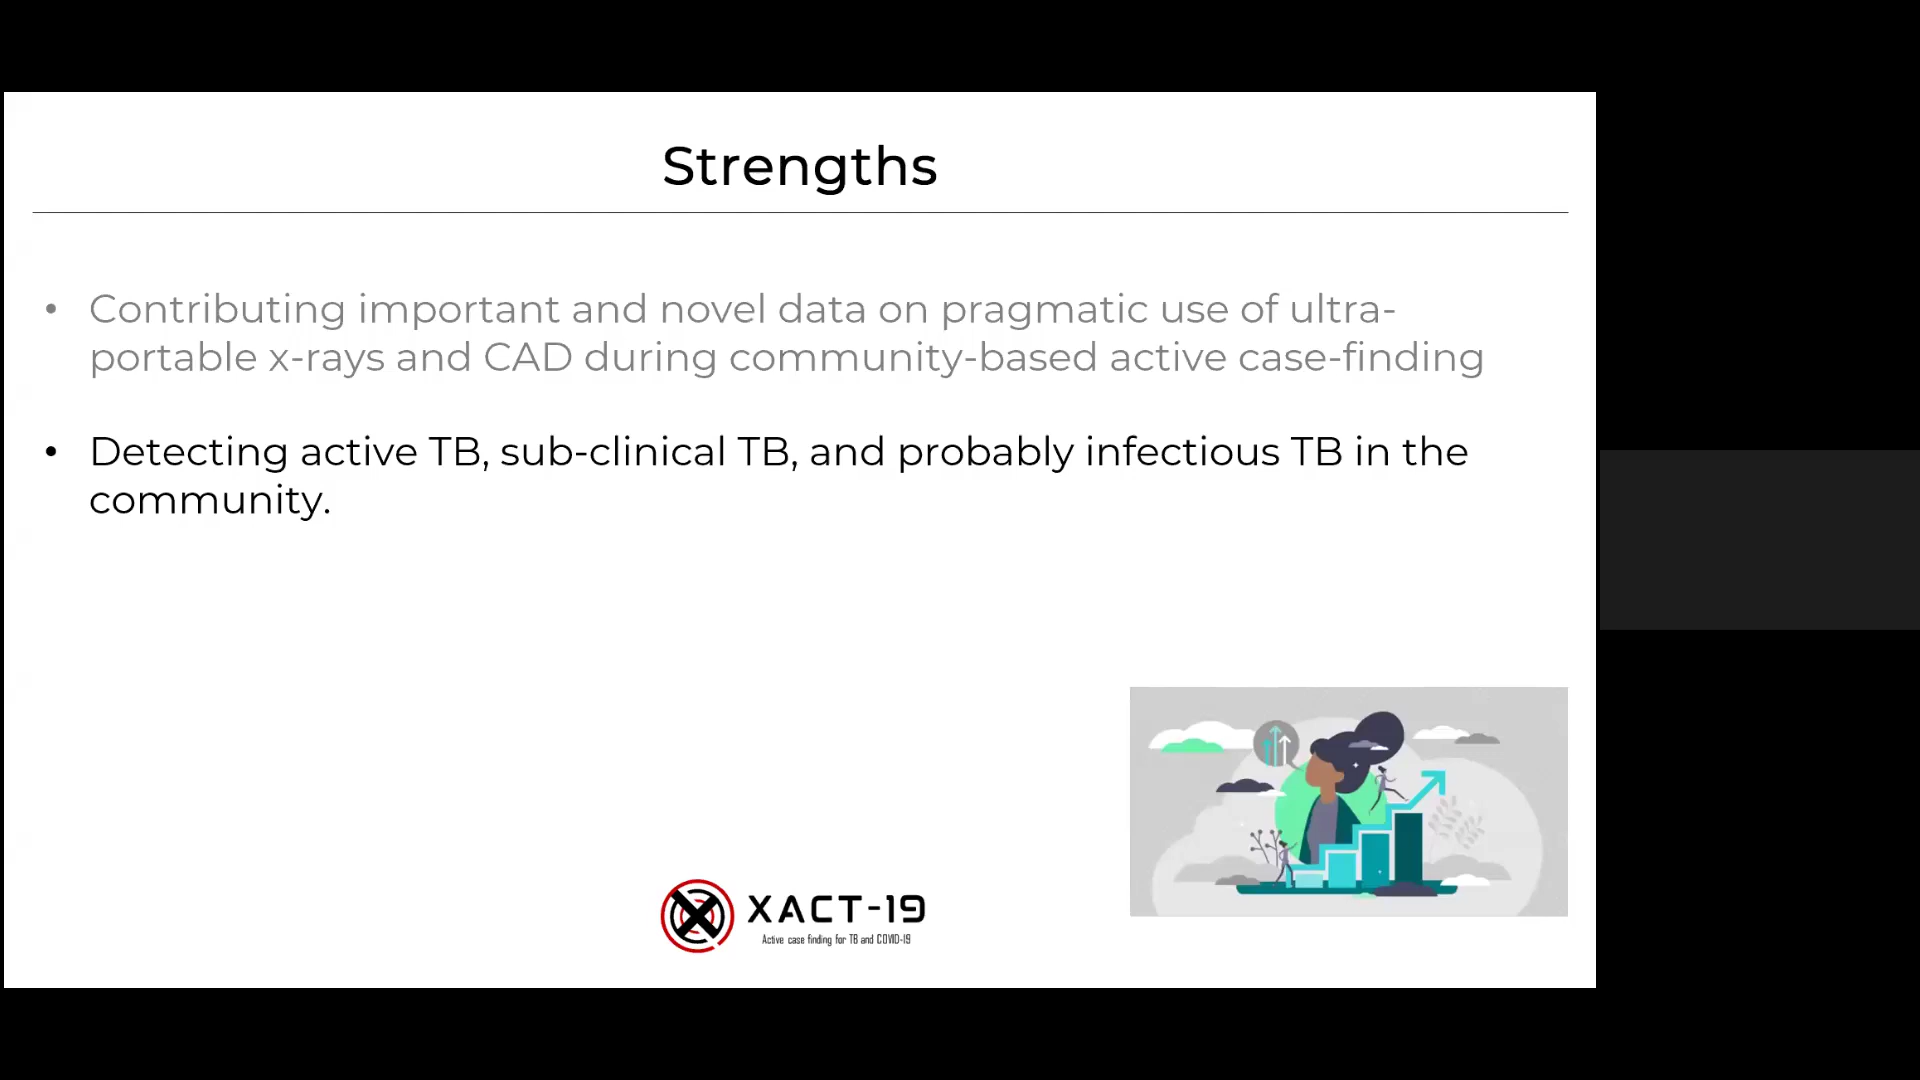 Strengths
• Contributing important and novel data on pragmatic use of ultra-
portable x-rays and CAD during community-based active case-finding
• Detecting active TB, sub-clinical TB, and probably infectious TB in the
community.
XACT-19
Active case finding for TB and COVID-19